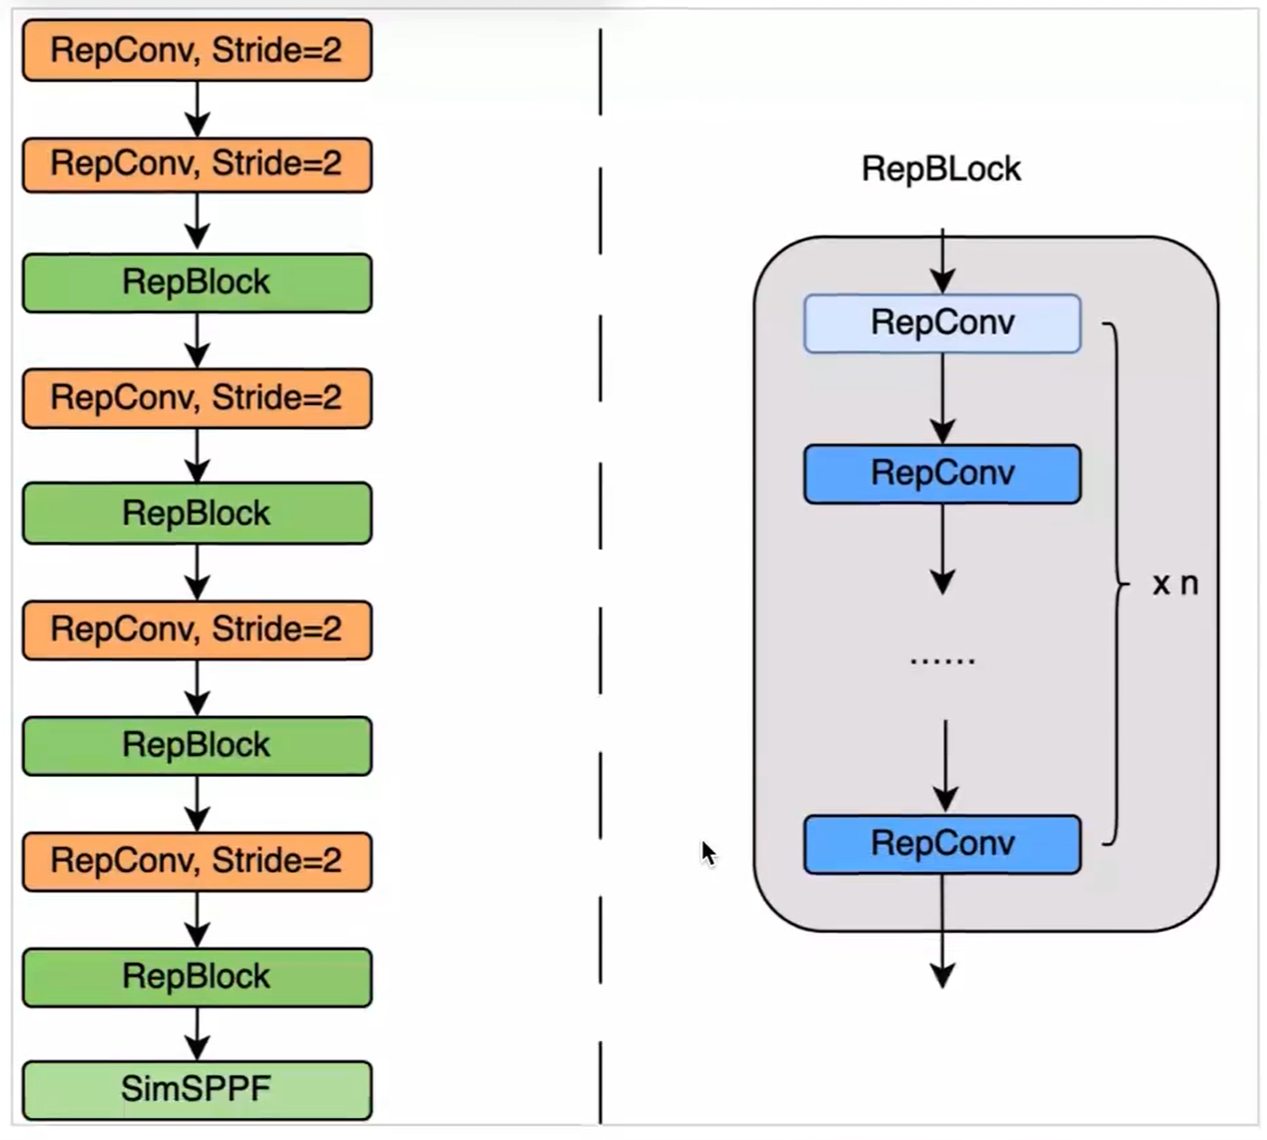 RepConv, Stride=2
RepConv, Stride=2
RepBlock
RepConv, Stride=2
RepBlock
RepConv, Stride=2
RepBlock
RepConv, Stride=2
RepBlock
SimSPPF
RepBLock
RepConv
RepConv
......
x n
RepConv